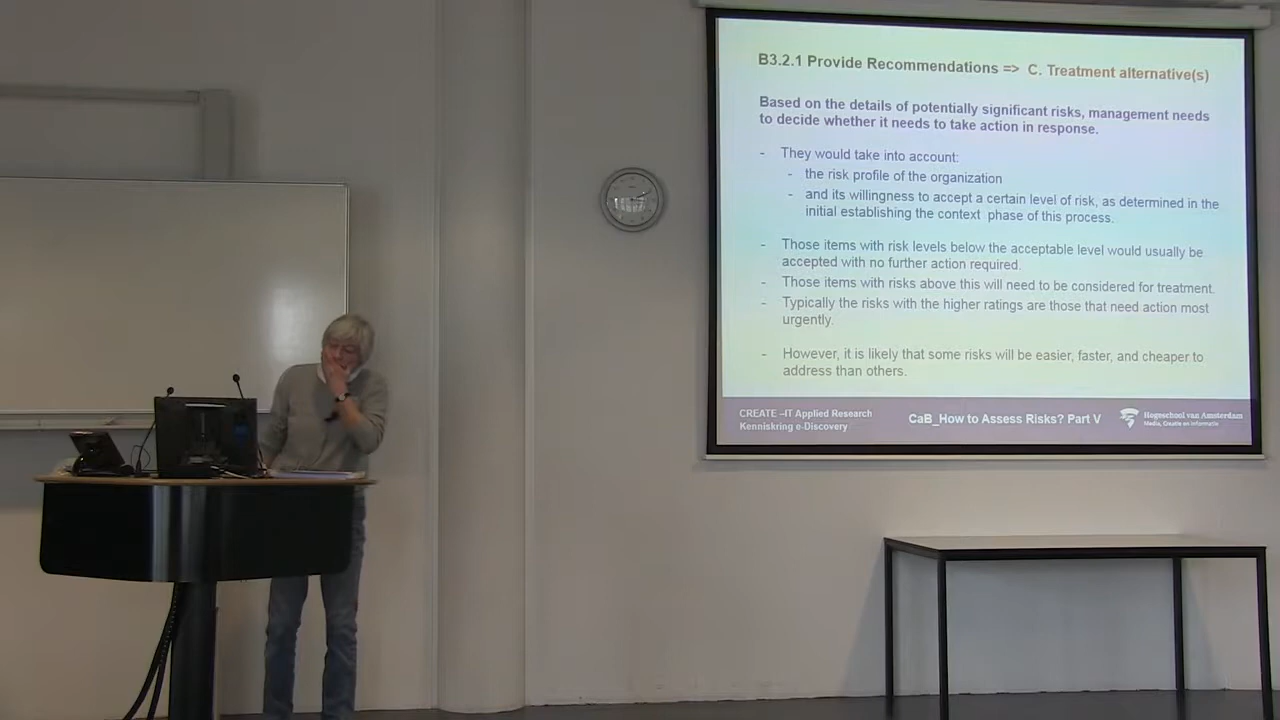 B3.2.1 Provide Recommendations => C. Treatment alternative(s)
Based on the details of potentially significant risks, management needs
to decide whether it needs to take action in response.
- They would take into account:
- the risk profile of the organization
- and its willingness to accept a certain level of risk, as determined in the
initial establishing the context phase of this process.
- Those items with risk levels below the acceptable level would usually be
accepted with no further action required.
- Those items with risks above this will need to be considered for treatment.
- Typically the risks with the higher ratings are those that need action most
urgently.
- However, it is likely that some risks will be easier, faster, and cheaper to
address than others.
CREATE –IT Applied Research
Kenniskring e-Discovery
CaB_How to Assess Risks? Part V
Hogeschool van Amsterdam
Media, Creatie en Informatie